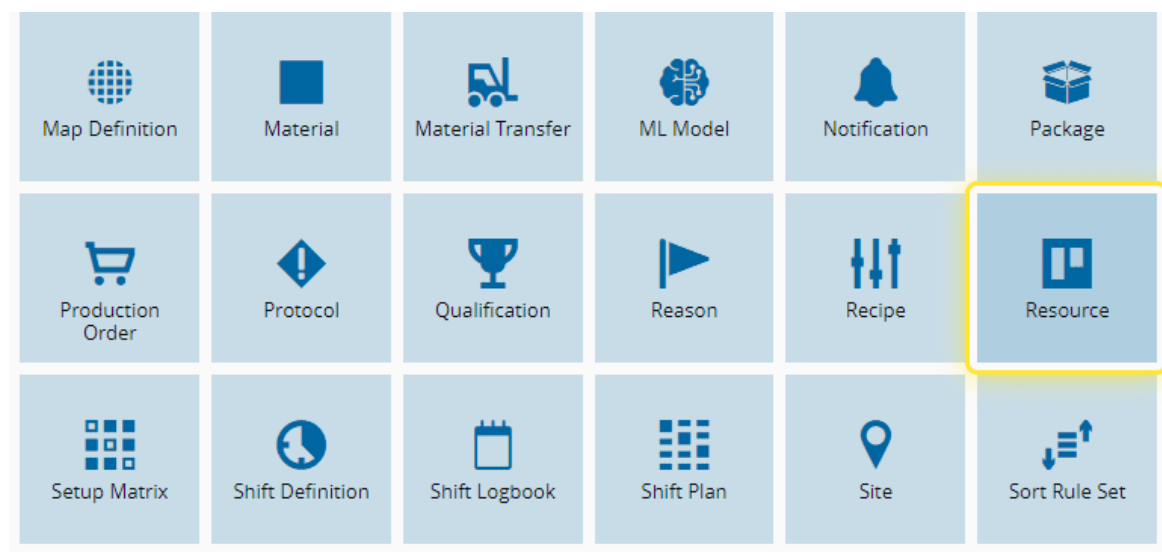 Map Definition
Material
Material Transfer
ML Model
Notification
Package
Production
Order
Protocol
Qualification
Reason
Recipe
Resource
Setup Matrix
Shift Definition
Shift Logbook
Shift Plan
Site
Sort Rule Set